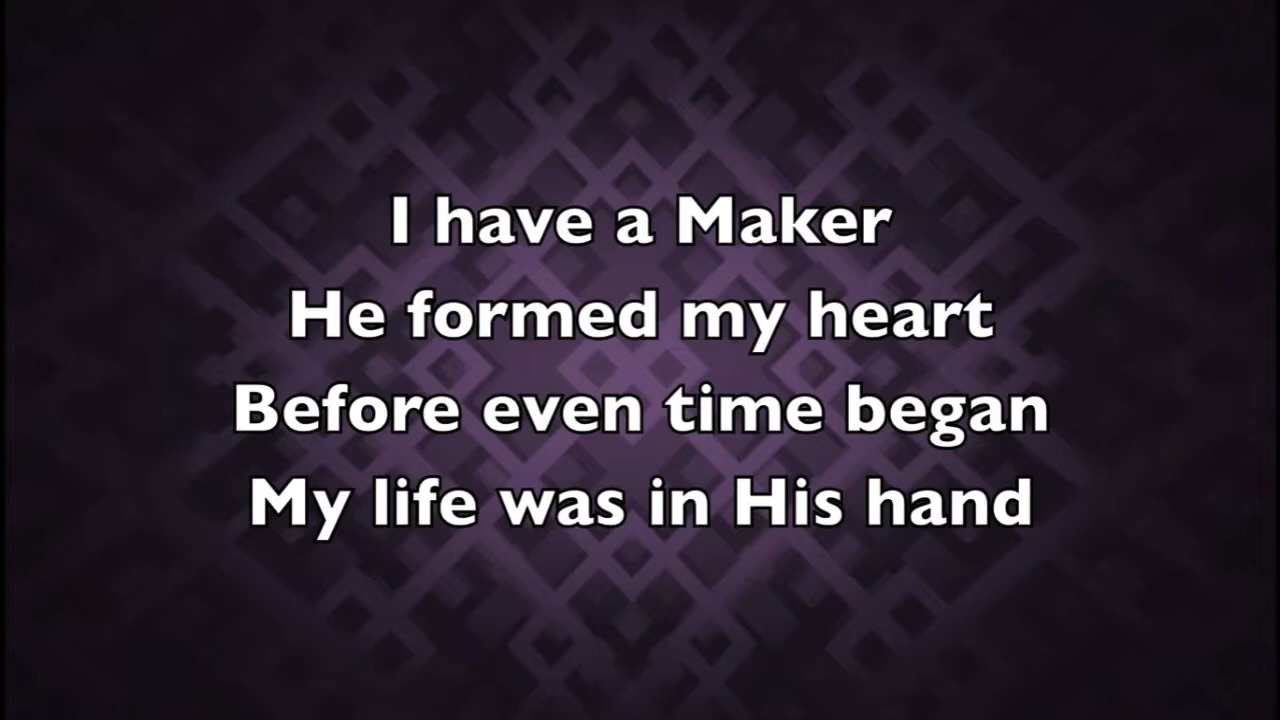 I have a Maker
He formed my heart
Before even time began
My life was in His hand